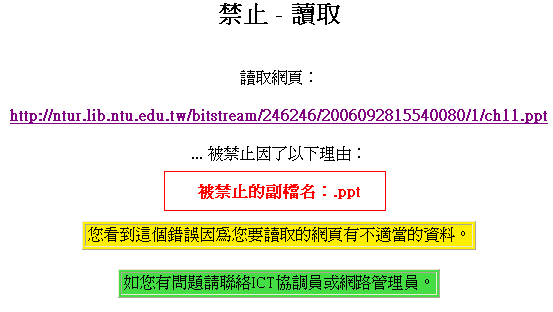 禁止 - 讀取
讀取網頁：
http://ntur.lib.ntu.edu.tw/bitstream/246246/2006092815540080/1/ch11.ppt
... 被禁止因了以下理由：
被禁止的副檔名：.ppt
您看到這個錯誤因為您要讀取的網頁有不適當的資料。
如您有問題請聯絡ICT協調員或網路管理員。